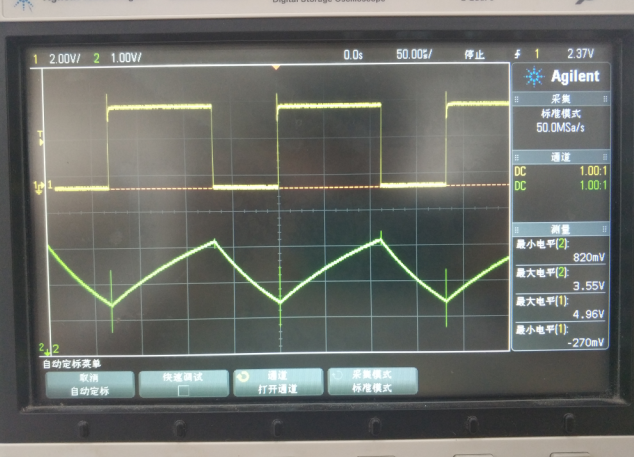 Digital Storage Oscilloscope
1 2.00V/ 2 1.00V/ 0.0s 50.00㎲/ 停止 1 2.37V
Agilent
采集
标准模式
50.0MSa/s
通道
DC 1.00:1
DC 1.00:1
测量
最小电平(2):
820mV
最大电平(2):
3.55V
最大电平(1):
4.96V
最小电平(1):
-270mV
T
1 1
2 2
自动定标菜单
取消
自动定标
快速调试
通道
打开通道
采集模式
标准模式